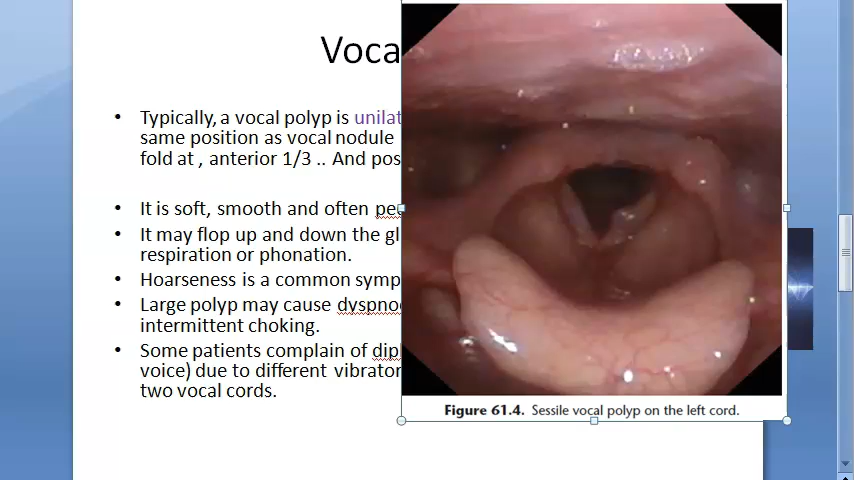 Voca
Typically, a vocal polyp is unilat
same position as vocal nodule
fold at , anterior 1/3 .. And pos
It is soft, smooth and often pe
It may flop up and down the gl
respiration or phonation.
Hoarseness is a common symp
Large polyp may cause dyspno
intermittent choking.
Some patients complain of dipl
voice) due to different vibrator
two vocal cords.
Figure 61.4. Sessile vocal polyp on the left cord.